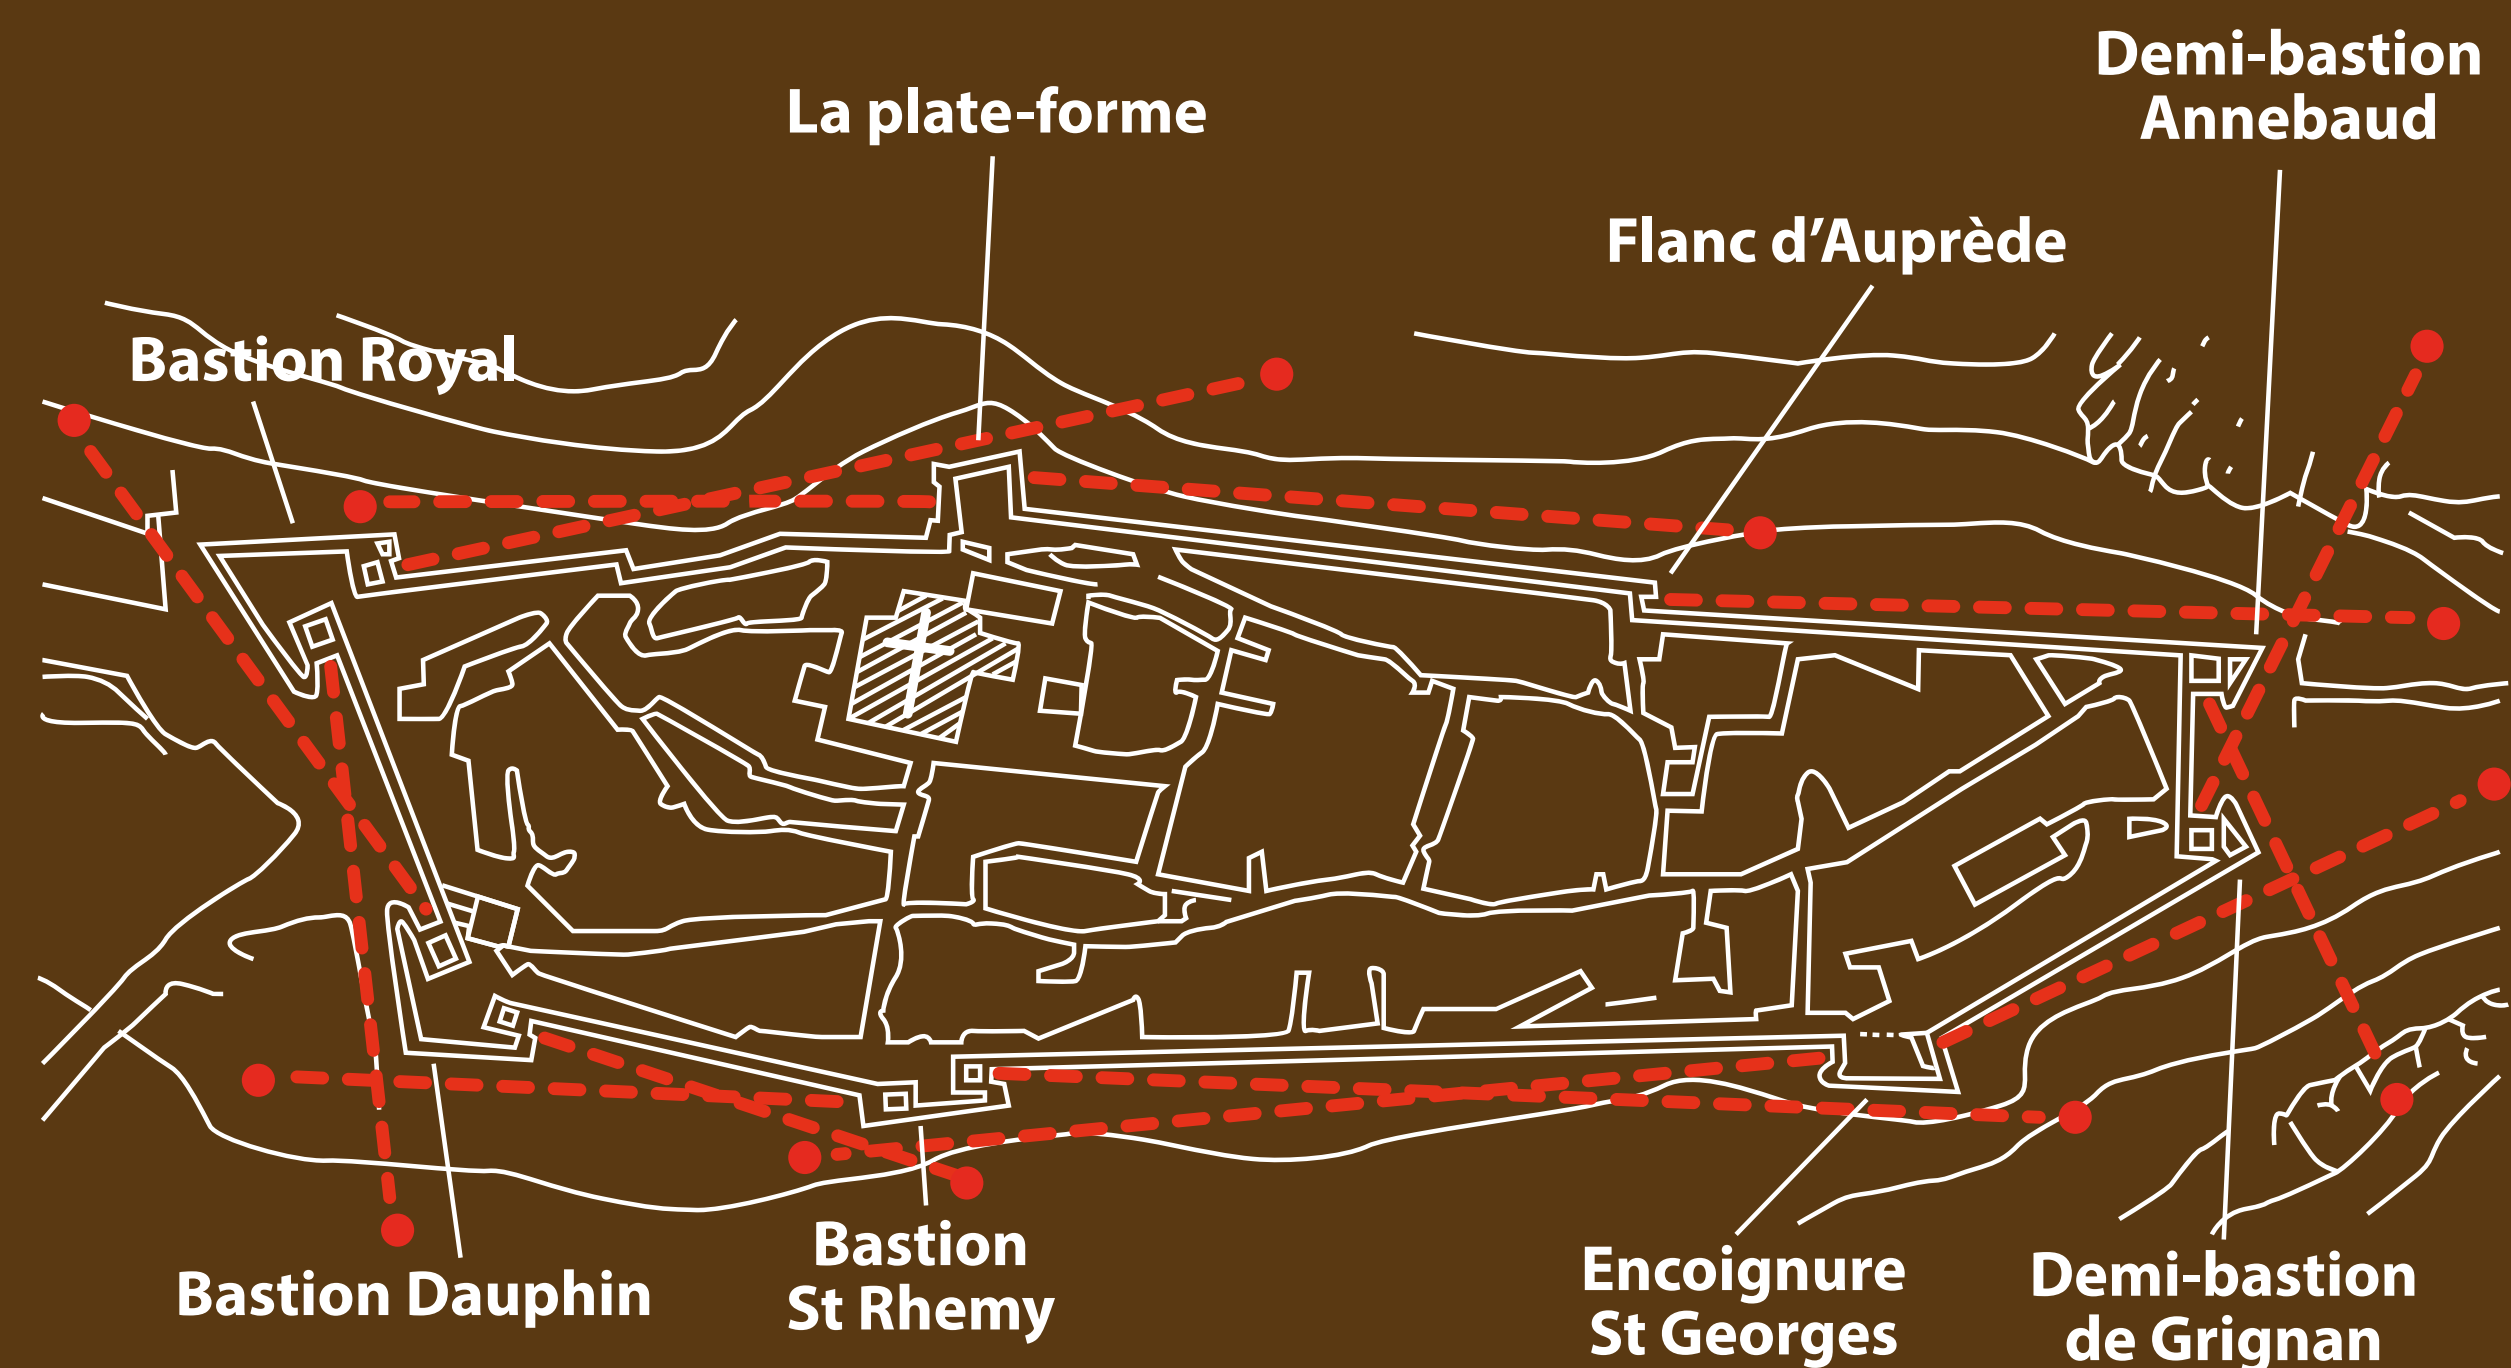 Demi-bastion
Annebaud
La plate-forme
Flanc d’Auprède
Bastion Royal
Bastion Dauphin
Bastion
St Rhemy
Encoignure
St Georges
Demi-bastion
de Grignan